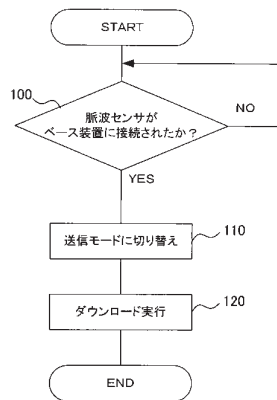 START
100
脈波センサが
ベース装置に接続されたか？
NO
YES
送信モードに切り替え
110
ダウンロード実行
120
END